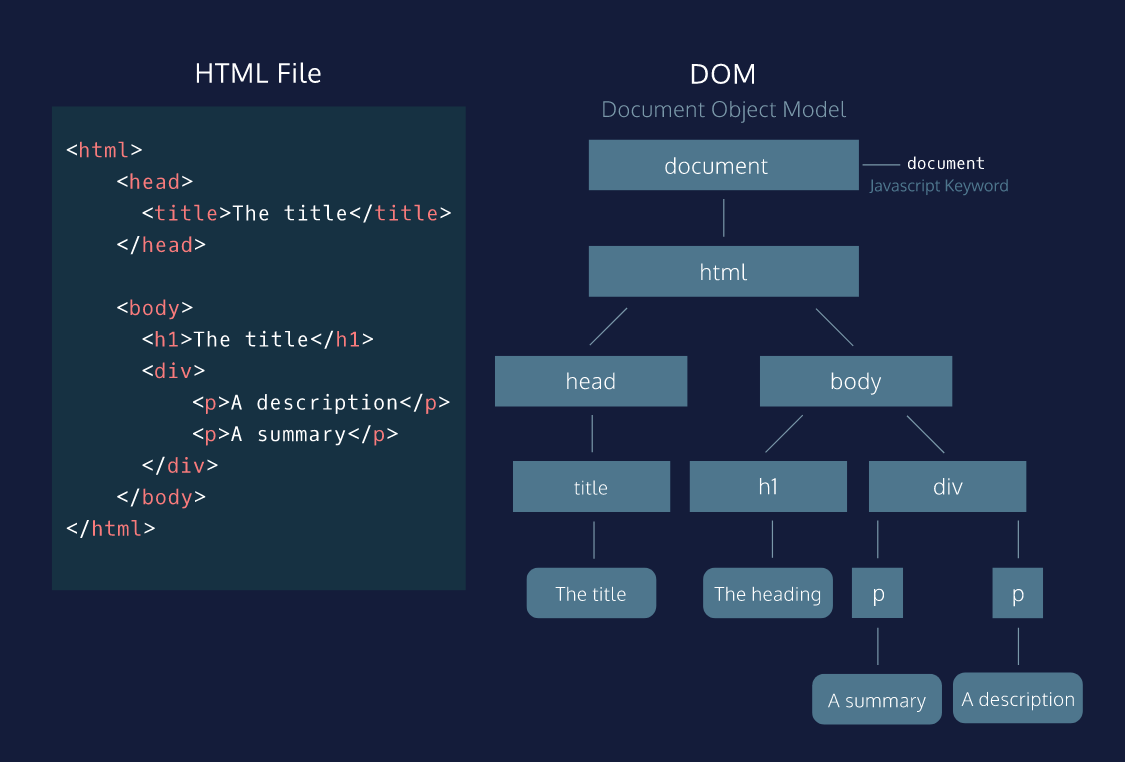 HTML File
<html>
<head>
<title>The title</title>
</head>
<body>
<h1>The title</h1>
<div>
<p>A description</p>
<p>A summary</p>
</div>
</body>
</html>
DOM
Document Object Model
document
document
Javascript Keyword
html
head body
title h1 div
The title The heading p p
A summary A description